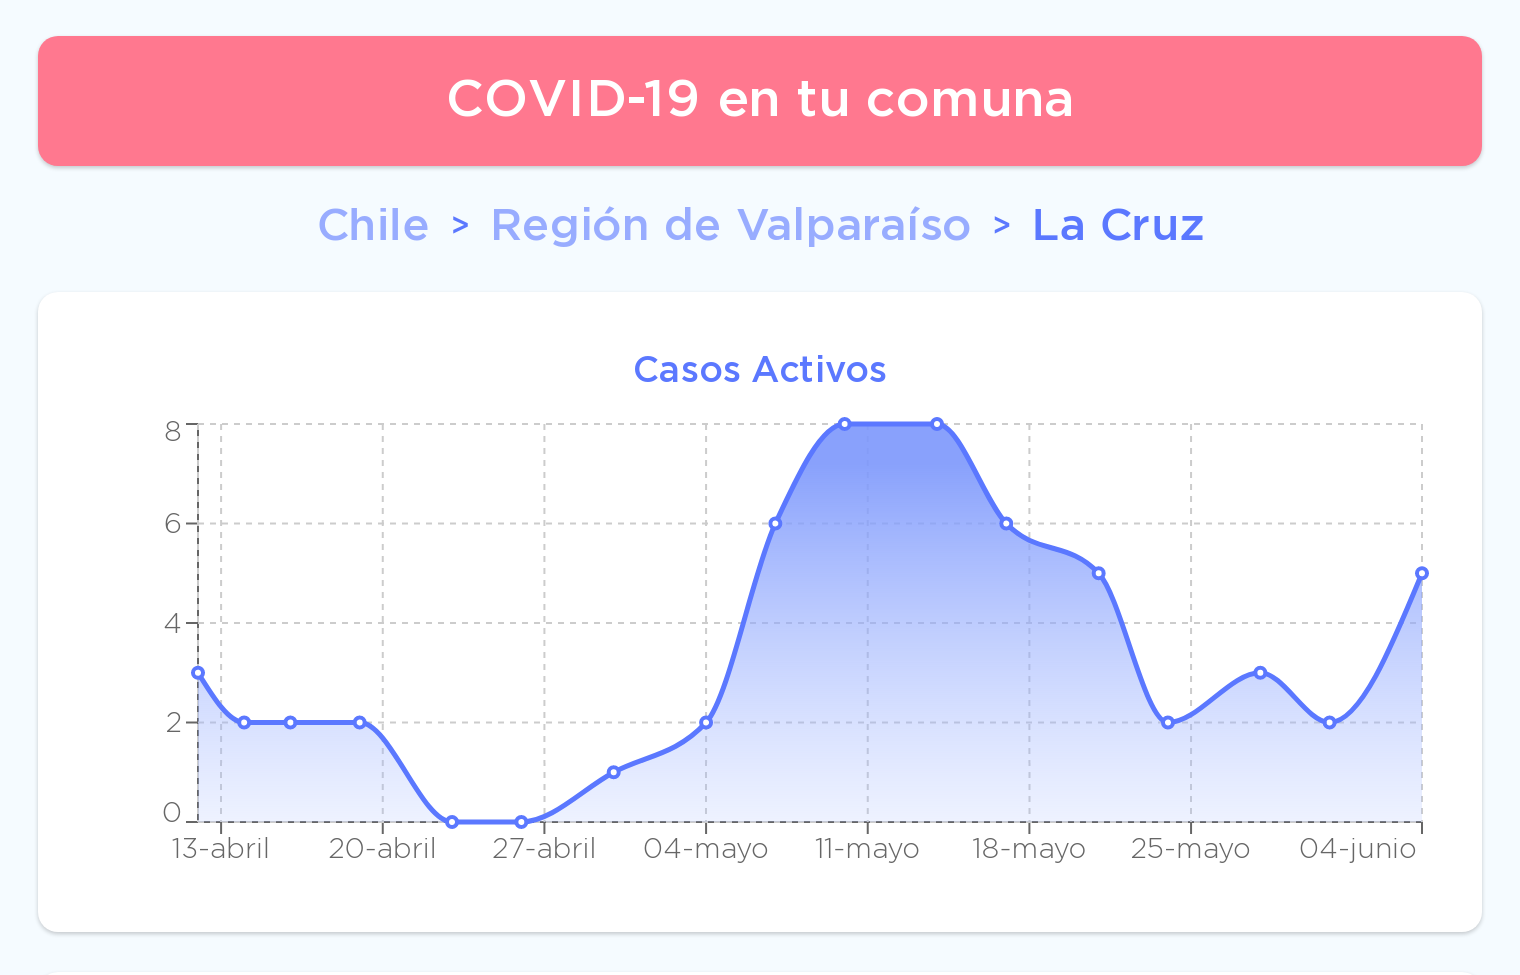 COVID-19 en tu comuna
Chile > Región de Valparaíso > La Cruz
Casos Activos
8
6
4
2
0
13-abril 20-abril 27-abril 04-mayo 11-mayo 18-mayo 25-mayo 04-junio